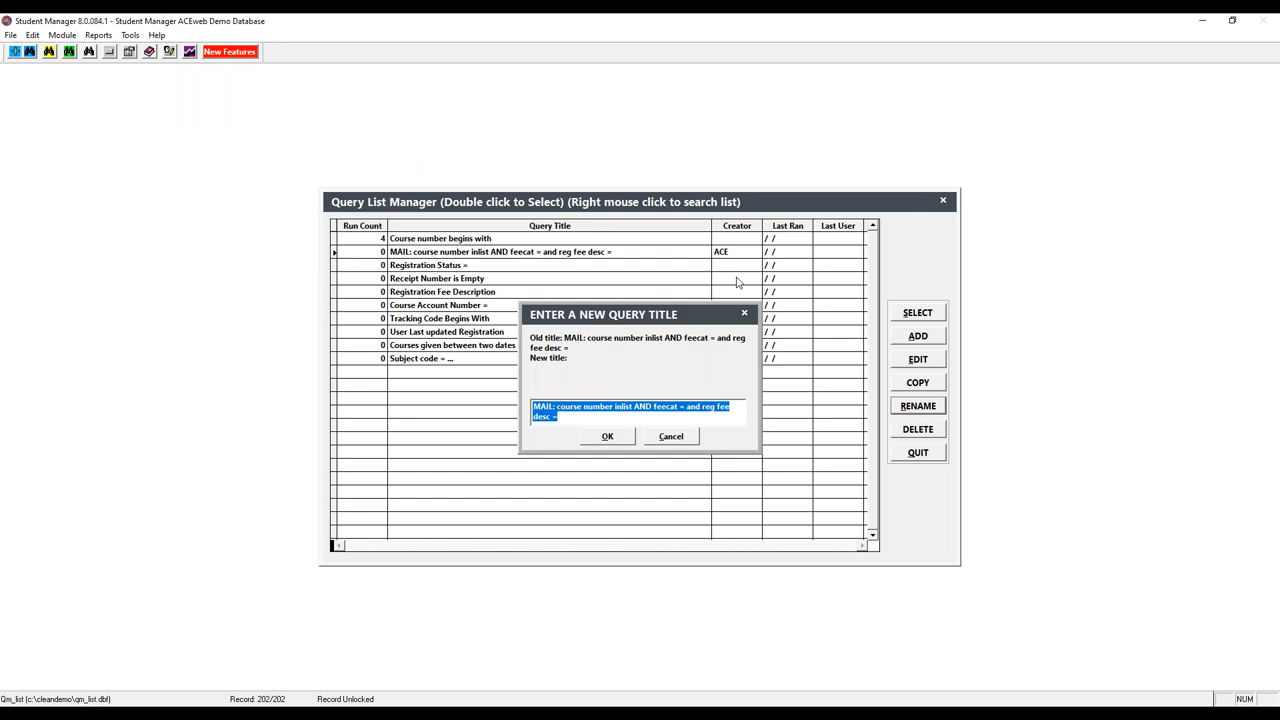 Student Manager 8.0.084.1 - Student Manager ACEweb Demo Database
File Edit Module Reports Tools Help
New Features
Query List Manager (Double click to Select) (Right mouse click to search list)
Run Count Query Title Creator Last Ran Last User
4 Course number begins with / /
0 MAIL: course number inlist AND feecat = and reg fee desc = ACE / /
0 Registration Status = / /
0 Receipt Number is Empty / /
0 Registration Fee Description / /
0 Course Account Number = / /
0 Tracking Code Begins With / /
0 User Last updated Registration / /
0 Courses given between two dates / /
0 Subject code = ... / /
ENTER A NEW QUERY TITLE
Old title: MAIL: course number inlist AND feecat = and reg
fee desc =
New title:
MAIL: course number inlist AND feecat = and reg fee
desc =
OK Cancel
SELECT
ADD
EDIT
COPY
RENAME
DELETE
QUIT
Qm_list (c:\cleandemo\qm_list.dbf) Record: 202/202 Record Unlocked NUM